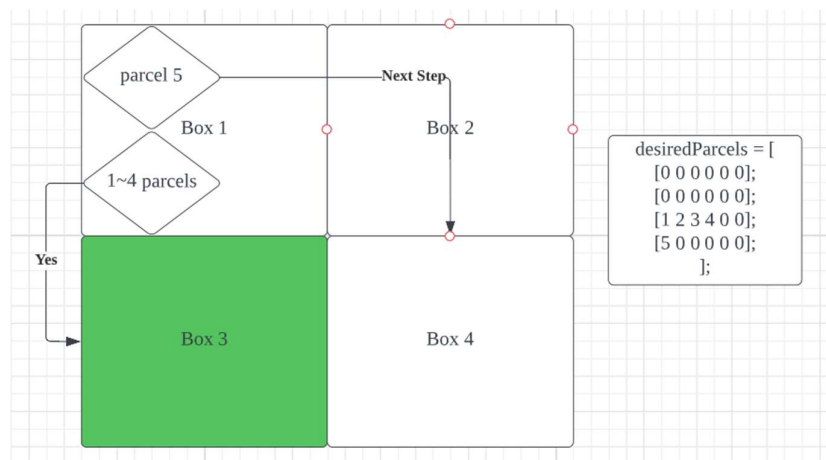 parcel 5
Next Step
Box 1
Box 2
1~4 parcels
Yes
Box 3
Box 4
desiredParcels = [
[0 0 0 0 0 0];
[0 0 0 0 0 0];
[1 2 3 4 0 0];
[5 0 0 0 0 0];
];